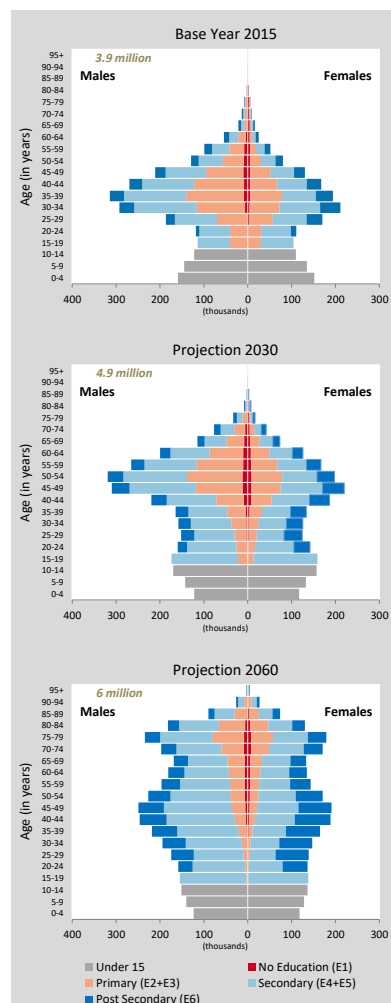 Base Year 2015
3.9 million
Males
Females
Age (in years)
95+
90-94
85-89
80-84
75-79
70-74
65-69
60-64
55-59
50-54
45-49
40-44
35-39
30-34
25-29
20-24
15-19
10-14
5-9
0-4
400 300 200 100 0 100 200 300
(thousands)
Projection 2030
4.9 million
Males
Females
Age (in years)
95+
90-94
85-89
80-84
75-79
70-74
65-69
60-64
55-59
50-54
45-49
40-44
35-39
30-34
25-29
20-24
15-19
10-14
5-9
0-4
400 300 200 100 0 100 200 300
(thousands)
Projection 2060
6 million
Males
Females
Age (in years)
95+
90-94
85-89
80-84
75-79
70-74
65-69
60-64
55-59
50-54
45-49
40-44
35-39
30-34
25-29
20-24
15-19
10-14
5-9
0-4
400 300 200 100 0 100 200 300
(thousands)
Under 15
No Education (E1)
Primary (E2+E3)
Secondary (E4+E5)
Post Secondary (E6)